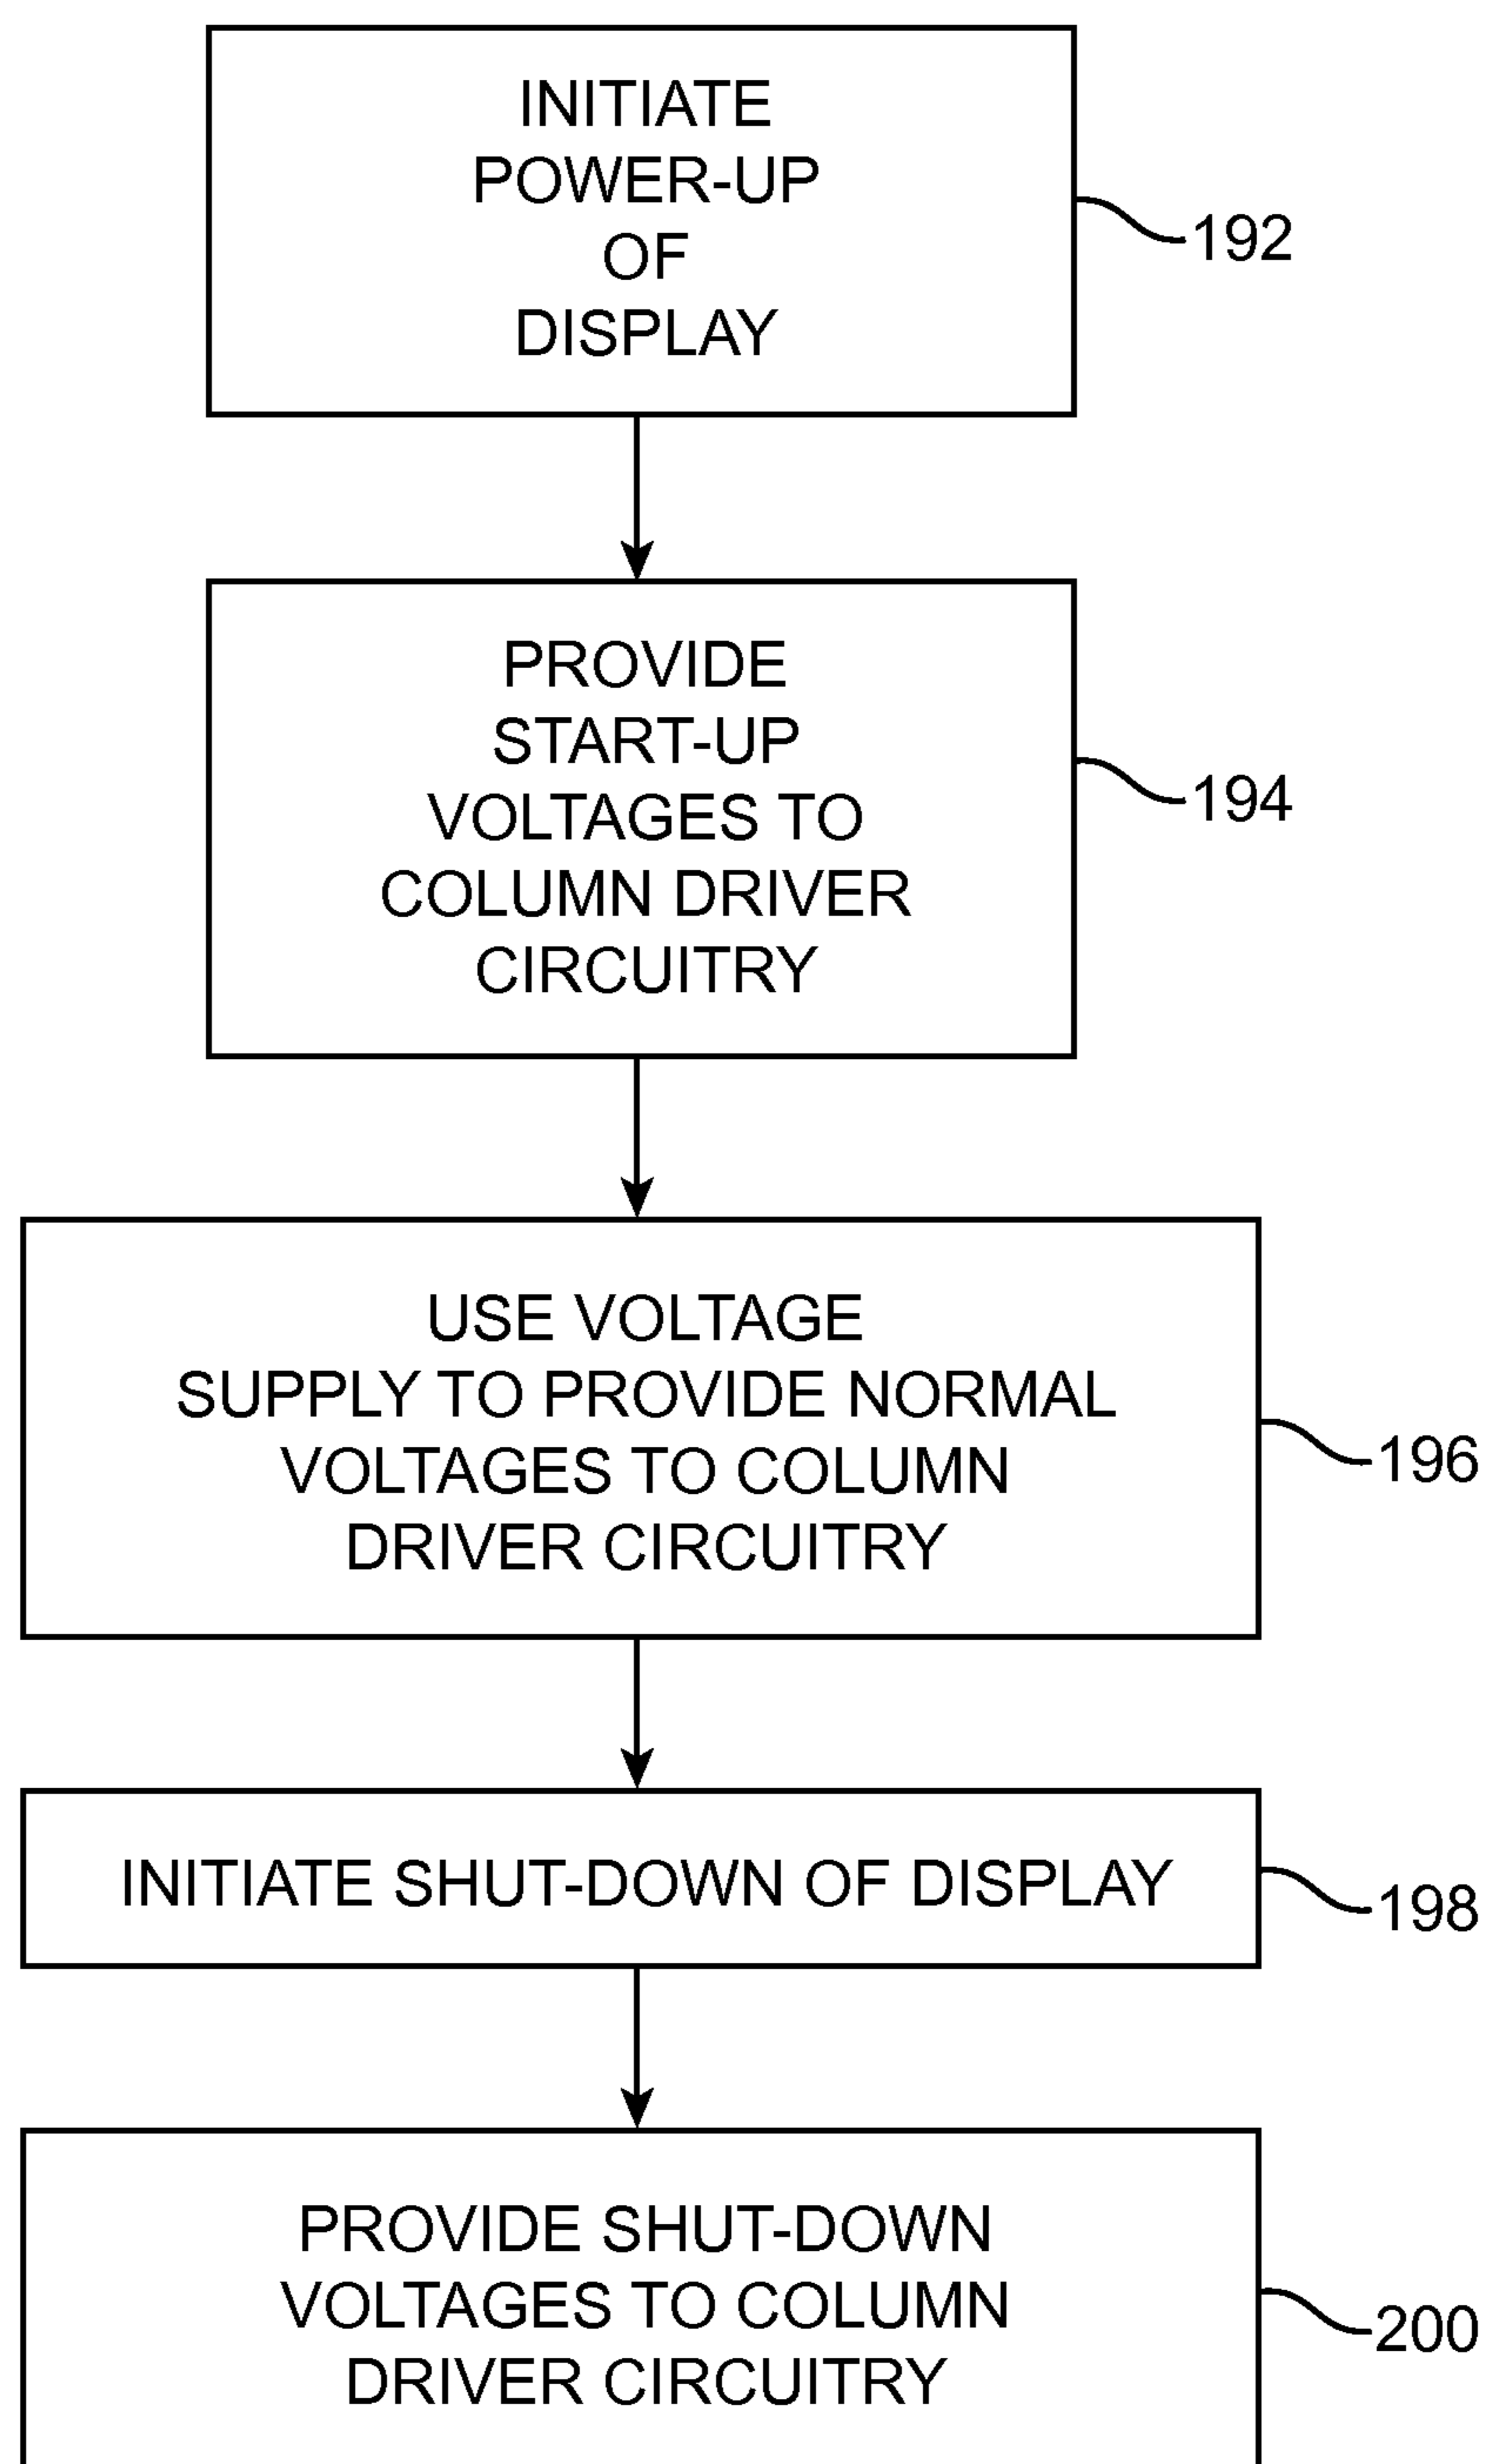 INITIATE
POWER-UP
OF
DISPLAY
192
PROVIDE
START-UP
VOLTAGES TO
COLUMN DRIVER
CIRCUITRY
194
USE VOLTAGE
SUPPLY TO PROVIDE NORMAL
VOLTAGES TO COLUMN
DRIVER CIRCUITRY
196
INITIATE SHUT-DOWN OF DISPLAY
198
PROVIDE SHUT-DOWN
VOLTAGES TO COLUMN
DRIVER CIRCUITRY
200